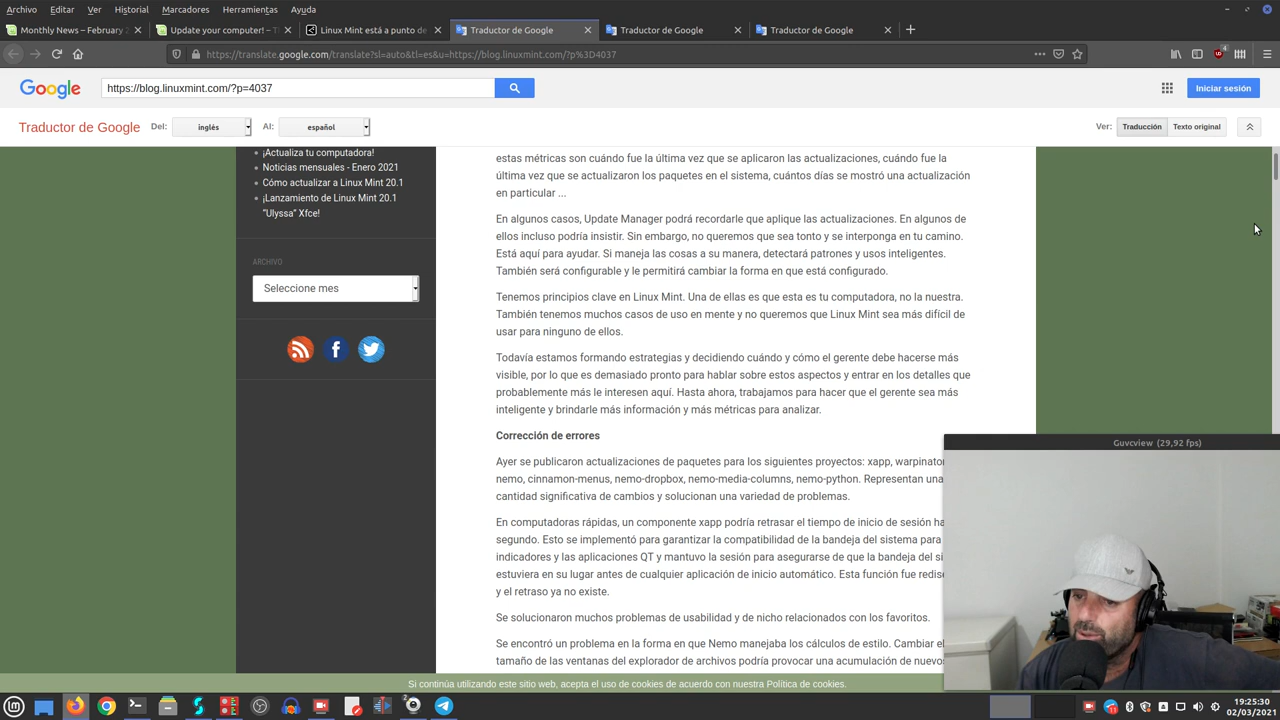 Archivo Editar Ver Historial Marcadores Herramientas Ayuda
Monthly News – February 2
Update your computer! – T
Linux Mint está a punto de
Traductor de Google
Traductor de Google
Traductor de Google
https://translate.google.com/translate?sl=auto&tl=es&u=https://blog.linuxmint.com/?p%3D4037
Google
https://blog.linuxmint.com/?p=4037
Iniciar sesión
Traductor de Google
Del:
inglés
Al:
español
Ver:
Traducción
Texto original
¡Actualiza tu computadora!
Noticias mensuales - Enero 2021
Cómo actualizar a Linux Mint 20.1
¡Lanzamiento de Linux Mint 20.1
"Ulyssa" Xfce!
ARCHIVO
Seleccione mes
estas métricas son cuándo fue la última vez que se aplicaron las actualizaciones, cuándo fue la
última vez que se actualizaron los paquetes en el sistema, cuántos días se mostró una actualización
en particular ...
En algunos casos, Update Manager podrá recordarle que aplique las actualizaciones. En algunos de
ellos incluso podría insistir. Sin embargo, no queremos que sea tonto y se interponga en tu camino.
Está aquí para ayudar. Si maneja las cosas a su manera, detectará patrones y usos inteligentes.
También será configurable y le permitirá cambiar la forma en que está configurado.
Tenemos principios clave en Linux Mint. Una de ellas es que esta es tu computadora, no la nuestra.
También tenemos muchos casos de uso en mente y no queremos que Linux Mint sea más difícil de
usar para ninguno de ellos.
Todavía estamos formando estrategias y decidiendo cuándo y cómo el gerente debe hacerse más
visible, por lo que es demasiado pronto para hablar sobre estos aspectos y entrar en los detalles que
probablemente más le interesen aquí. Hasta ahora, trabajamos para hacer que el gerente sea más
inteligente y brindarle más información y más métricas para analizar.
Corrección de errores
Ayer se publicaron actualizaciones de paquetes para los siguientes proyectos: xapp, warpinator
nemo, cinnamon-menus, nemo-dropbox, nemo-media-columns, nemo-python. Representan una
cantidad significativa de cambios y solucionan una variedad de problemas.
En computadoras rápidas, un componente xapp podría retrasar el tiempo de inicio de sesión ha
segundo. Esto se implementó para garantizar la compatibilidad de la bandeja del sistema para
indicadores y las aplicaciones QT y mantuvo la sesión para asegurarse de que la bandeja del si
estuviera en su lugar antes de cualquier aplicación de inicio automático. Esta función fue redise
y el retraso ya no existe.
Se solucionaron muchos problemas de usabilidad y de nicho relacionados con los favoritos.
Se encontró un problema en la forma en que Nemo manejaba los cálculos de estilo. Cambiar el
tamaño de las ventanas del explorador de archivos podría provocar una acumulación de nuevo
Si continúa utilizando este sitio web, acepta el uso de cookies de acuerdo con nuestra Política de cookies.
Guvcview (29,92 fps)
19:25:30
02/03/2021